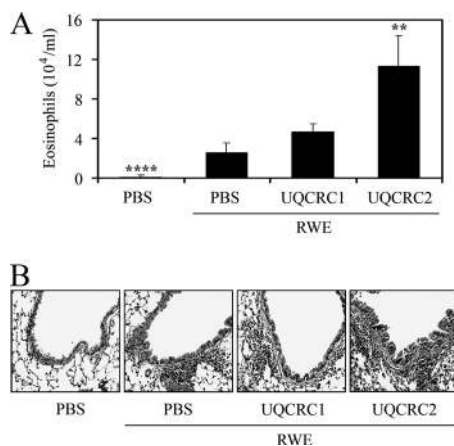 A
Eosinophils (10⁴/ml)
16
12
8
4
0
****
**
PBS PBS UQCRC1 UQCRC2
RWE
B
PBS PBS UQCRC1 UQCRC2
RWE